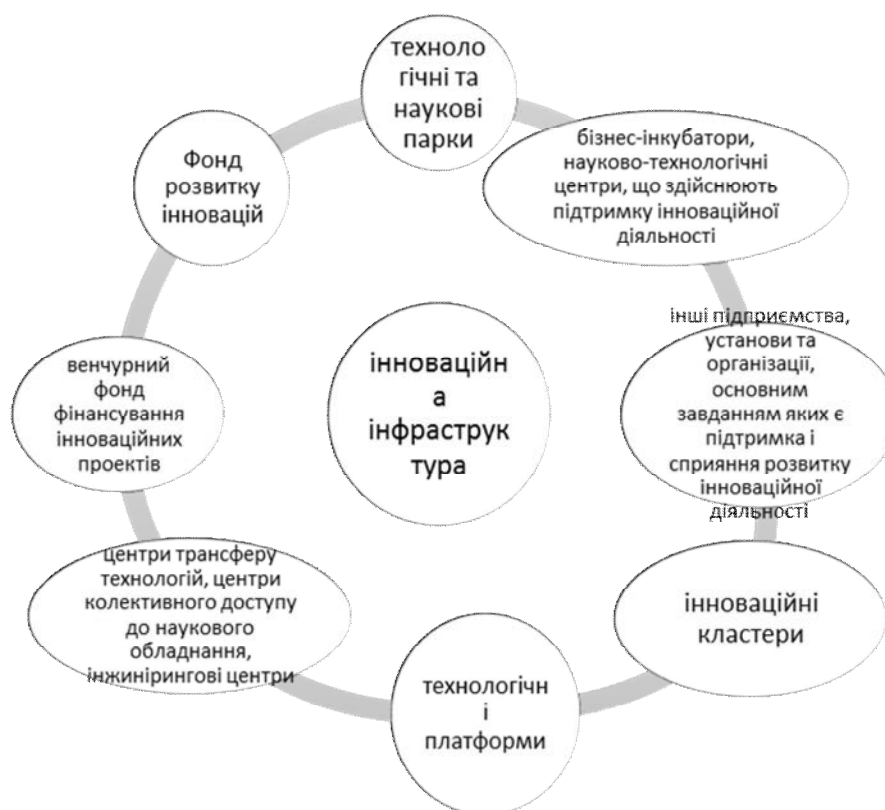 техноло
гічні та
наукові
парки
бізнес-інкубатори,
науково-технологічні
центри, що здійснюють
підтримку інноваційної
діяльності
інші підприємства,
установи та
організації,
основним
завданням яких є
підтримка і
сприяння розвитку
інноваційної
діяльності
інноваційні
кластери
технологічн
і
платформи
центри трансферу
технологій, центри
колективного доступу
до наукового
обладнання,
інжинірингові центри
венчурний
фонд
фінансування
інноваційних
проектів
Фонд
розвитку
інновацій
інноваційн
а
інфраструк
тура